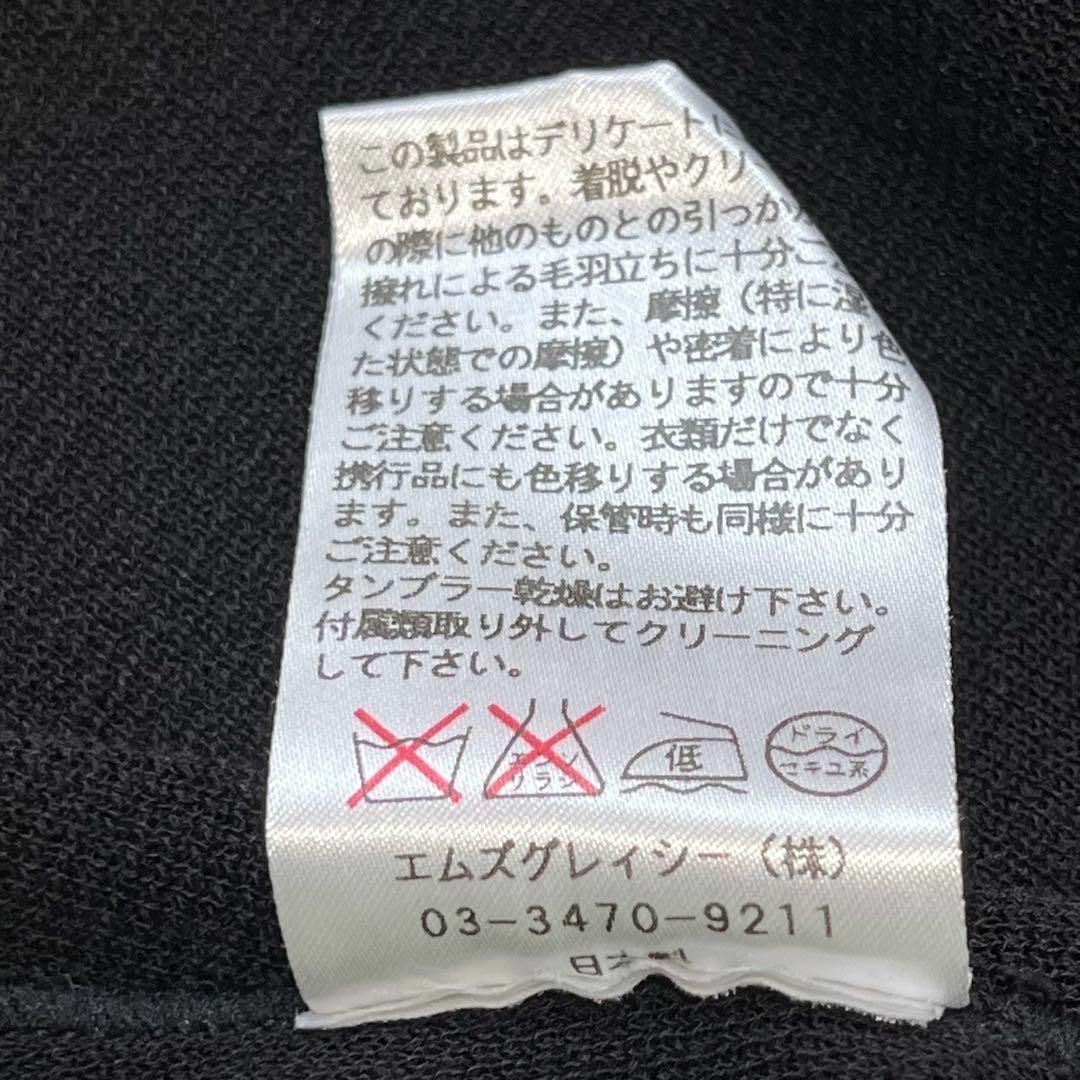 この製品はデリケートに
ております。着脱やクリ
の際に他のものとの引っか
擦れによる毛羽立ちに十分ご
ください。また、摩擦（特に湿
た状態での摩擦）や密着により色
移りする場合がありますので十分
ご注意ください。衣類だけでなく
携行品にも色移りする場合があり
ます。また、保管時も同様に十分
ご注意ください。
タンブラー乾燥はお避け下さい。
付属類取り外してクリーニング
して下さい。
エンソ
サラシ
低
ドライ
セキユ系
エムズグレイシー（株）
03-3470-9211
日本製